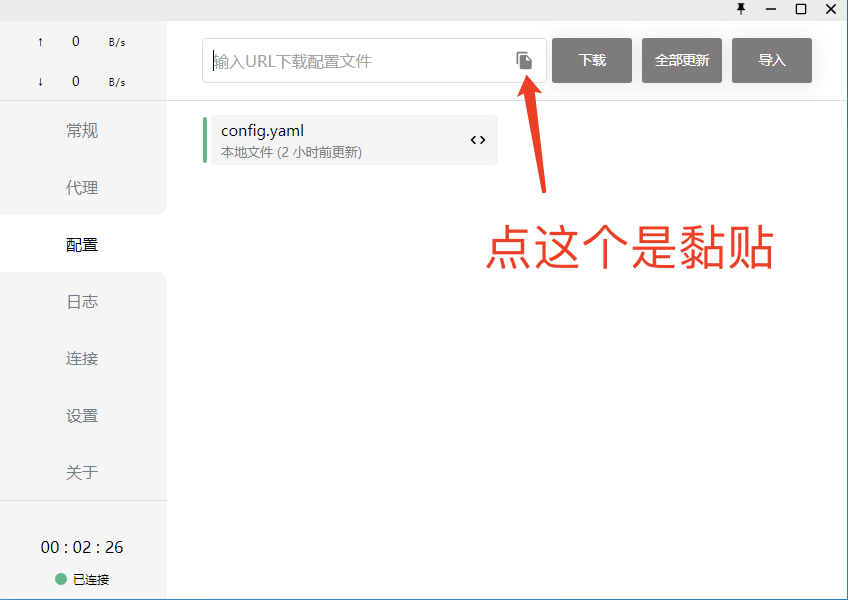 ↑ 0 B/s
↓ 0 B/s
输入URL下载配置文件
下载
全部更新
导入
常规
代理
配置
日志
连接
设置
关于
00 : 02 : 26
已连接
config.yaml
本地文件 (2 小时前更新)
<>
点这个是黏贴